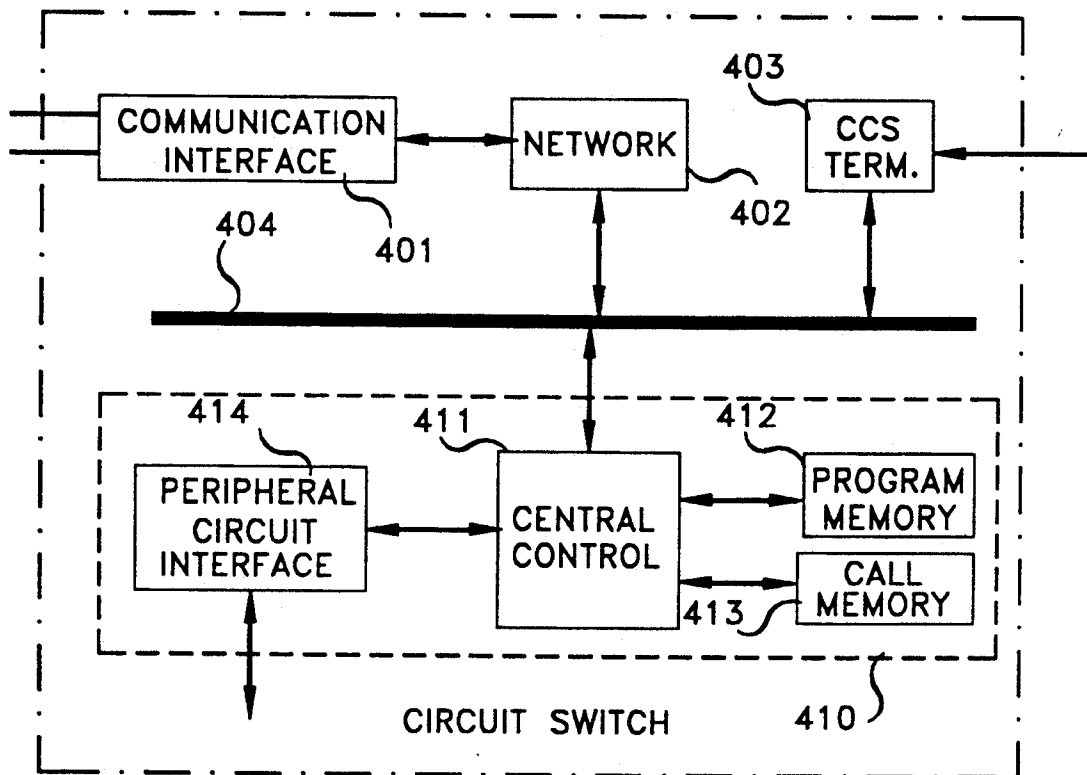 403
COMMUNICATION
INTERFACE
NETWORK
CCS
TERM.
401
402
404
414
411
412
PERIPHERAL
CIRCUIT
INTERFACE
CENTRAL
CONTROL
PROGRAM
MEMORY
CALL
MEMORY
413
CIRCUIT SWITCH
410